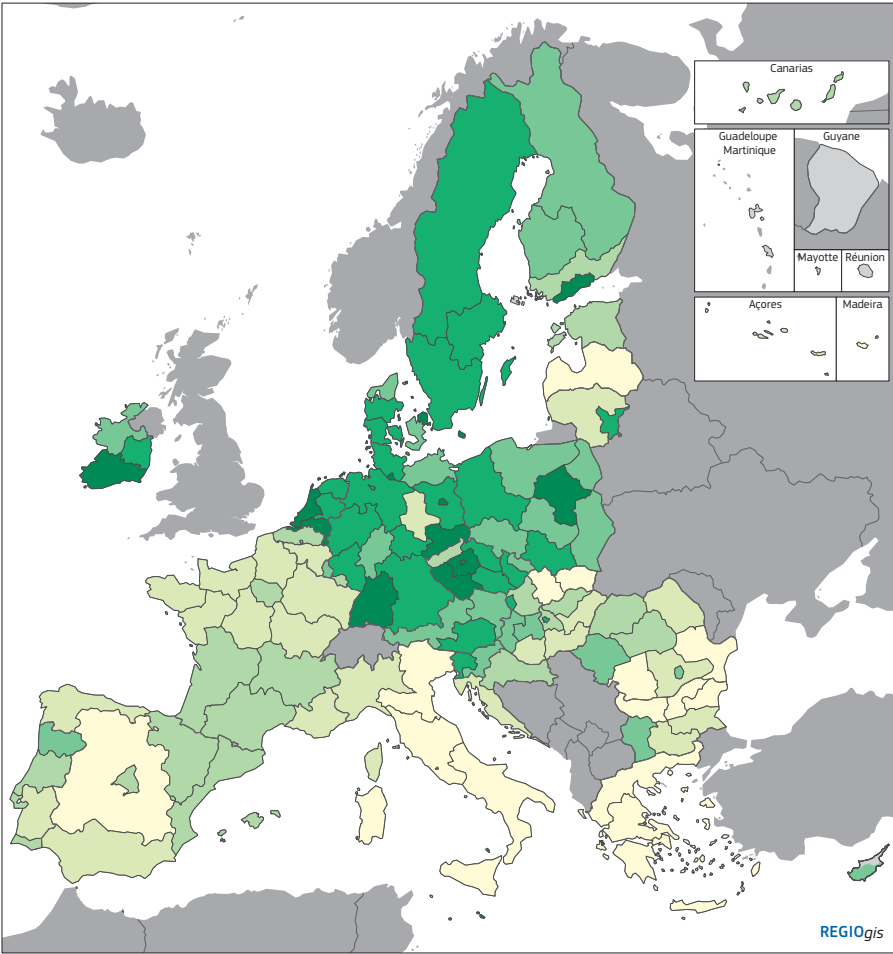 Canarias
Guadeloupe
Martinique
Guyane
Mayotte
Réunion
Açores
Madeira
REGIOgis